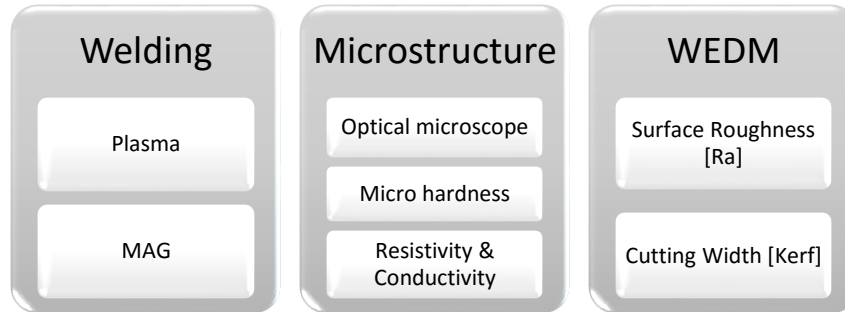 Welding
Plasma
MAG
Microstructure
Optical microscope
Micro hardness
Resistivity &
Conductivity
WEDM
Surface Roughness
[Ra]
Cutting Width [Kerf]